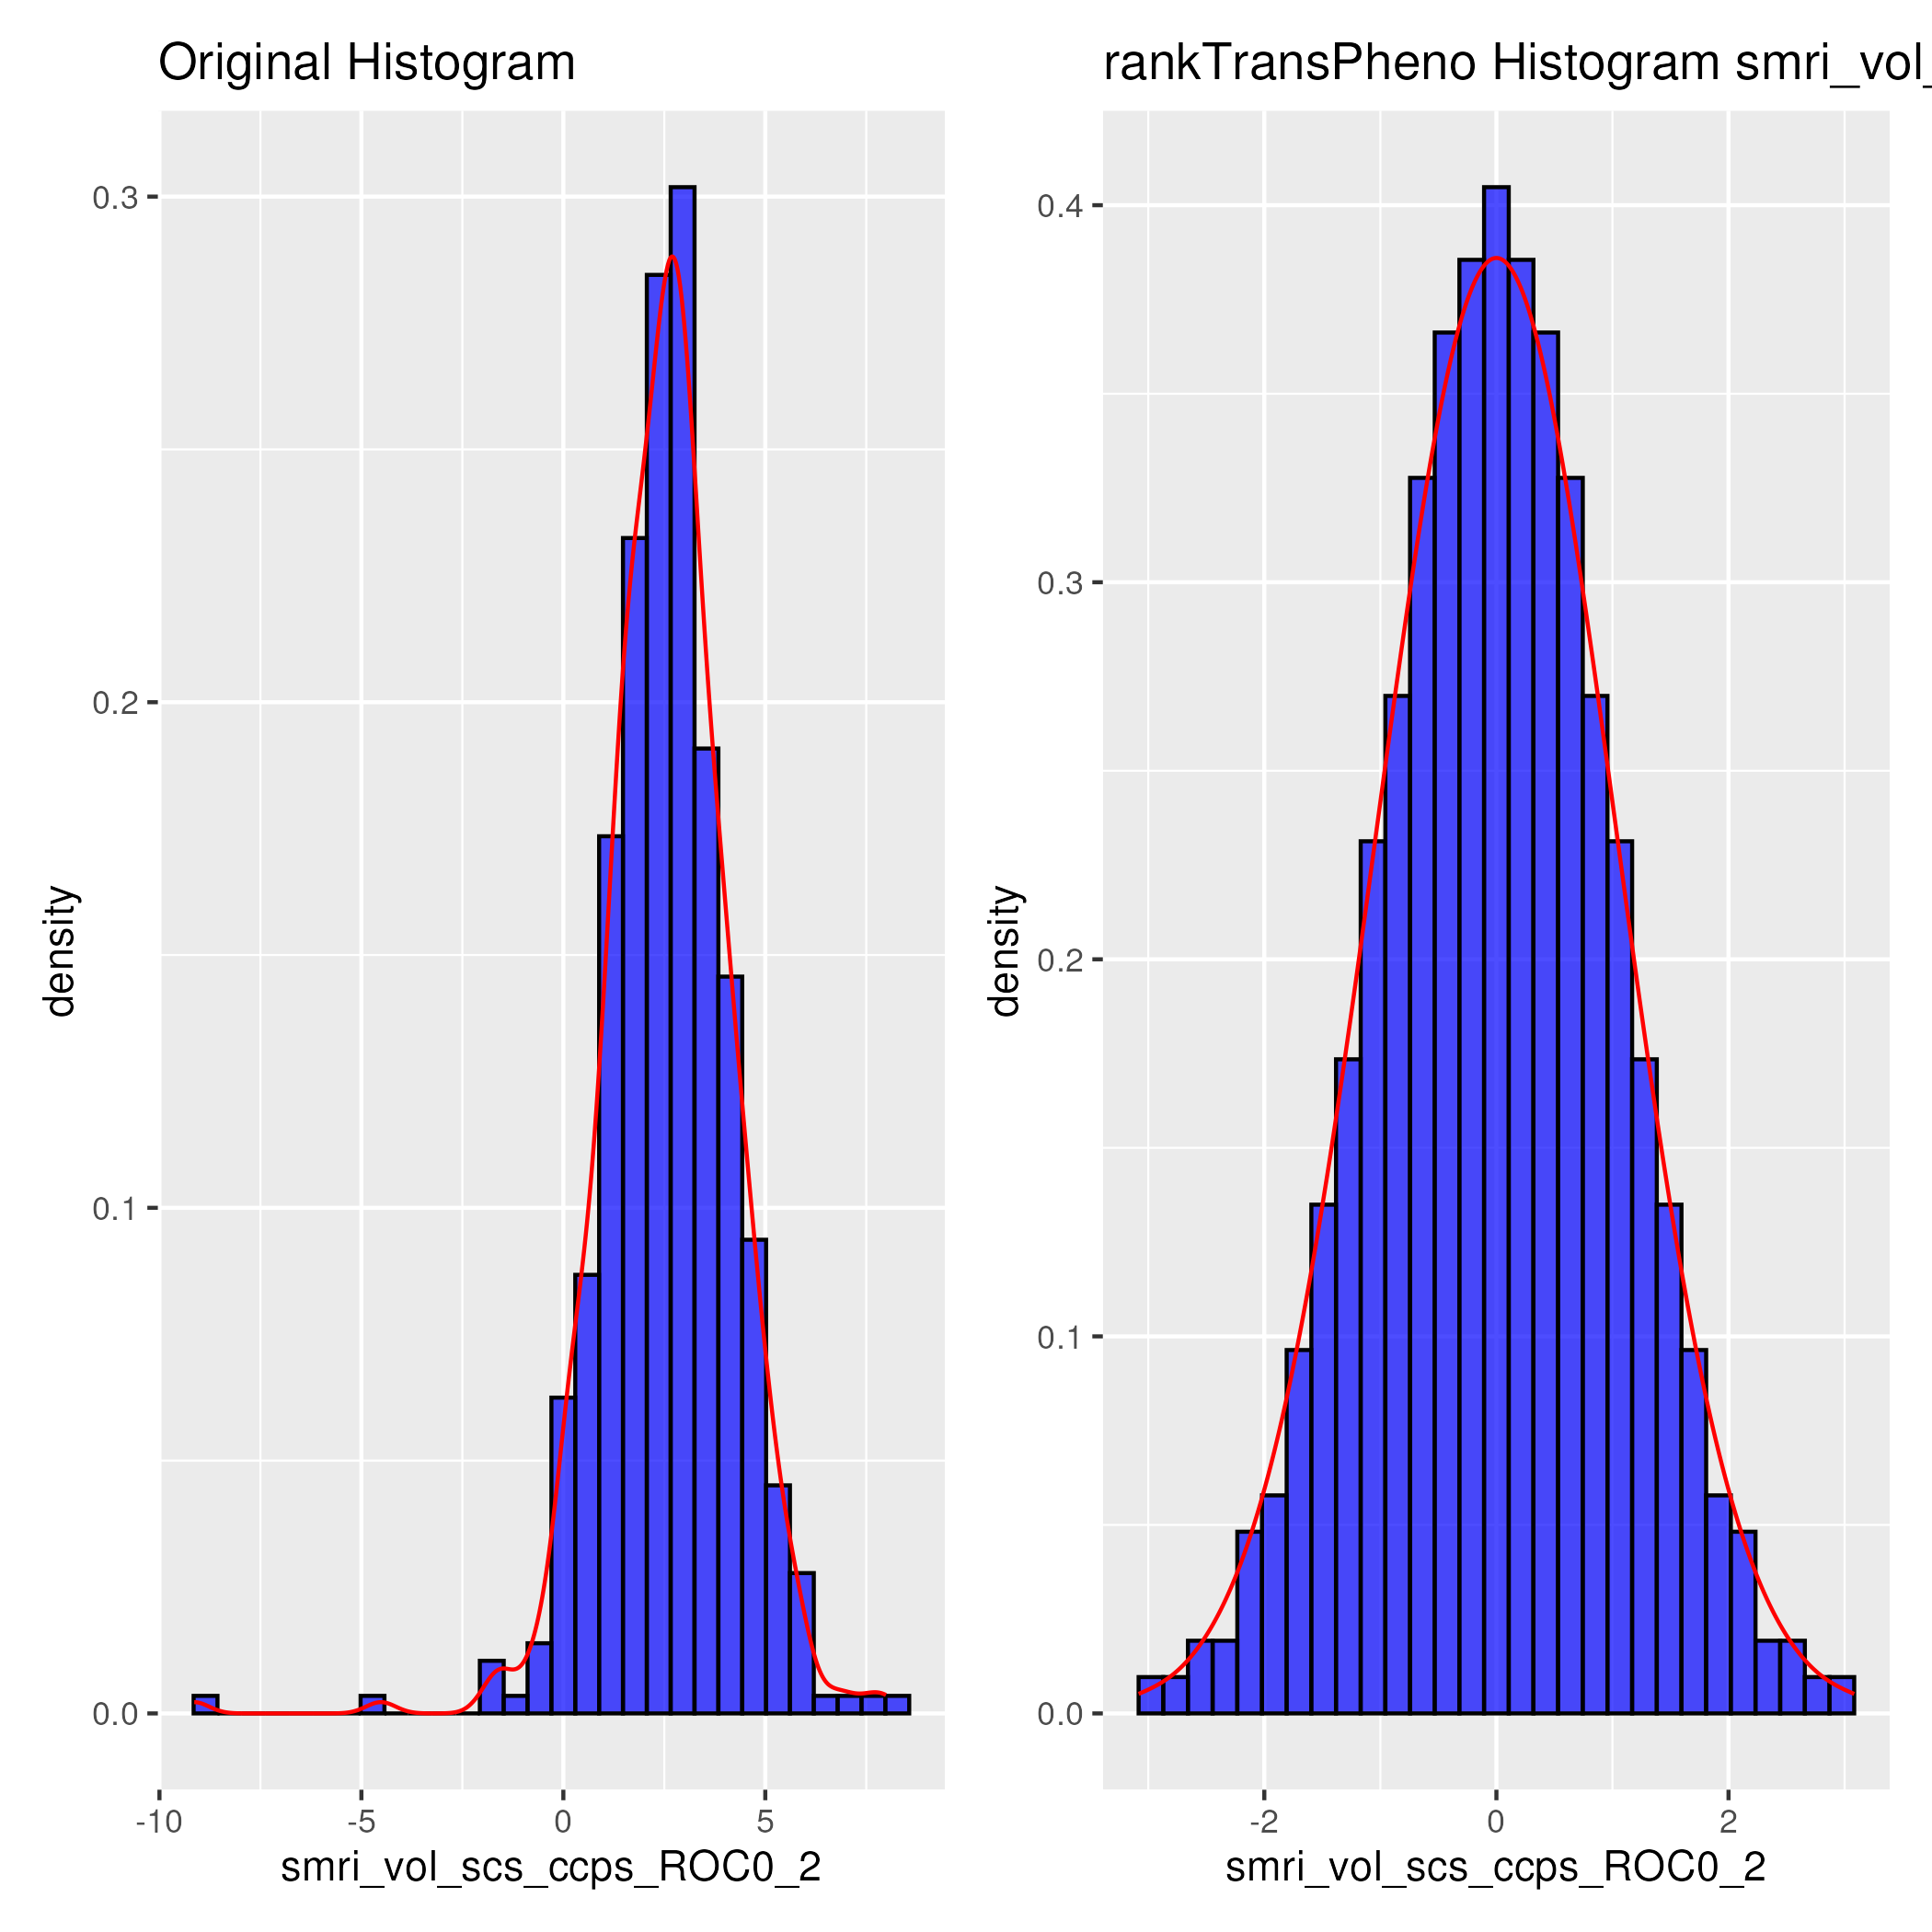 Original Histogram
0.3
0.2
0.1
0.0
density
-10
-5
0
5
smri_vol_scs_ccps_ROC0_2
rankTransPheno Histogram smri_vol_
0.4
0.3
0.2
0.1
0.0
density
-2
0
2
smri_vol_scs_ccps_ROC0_2